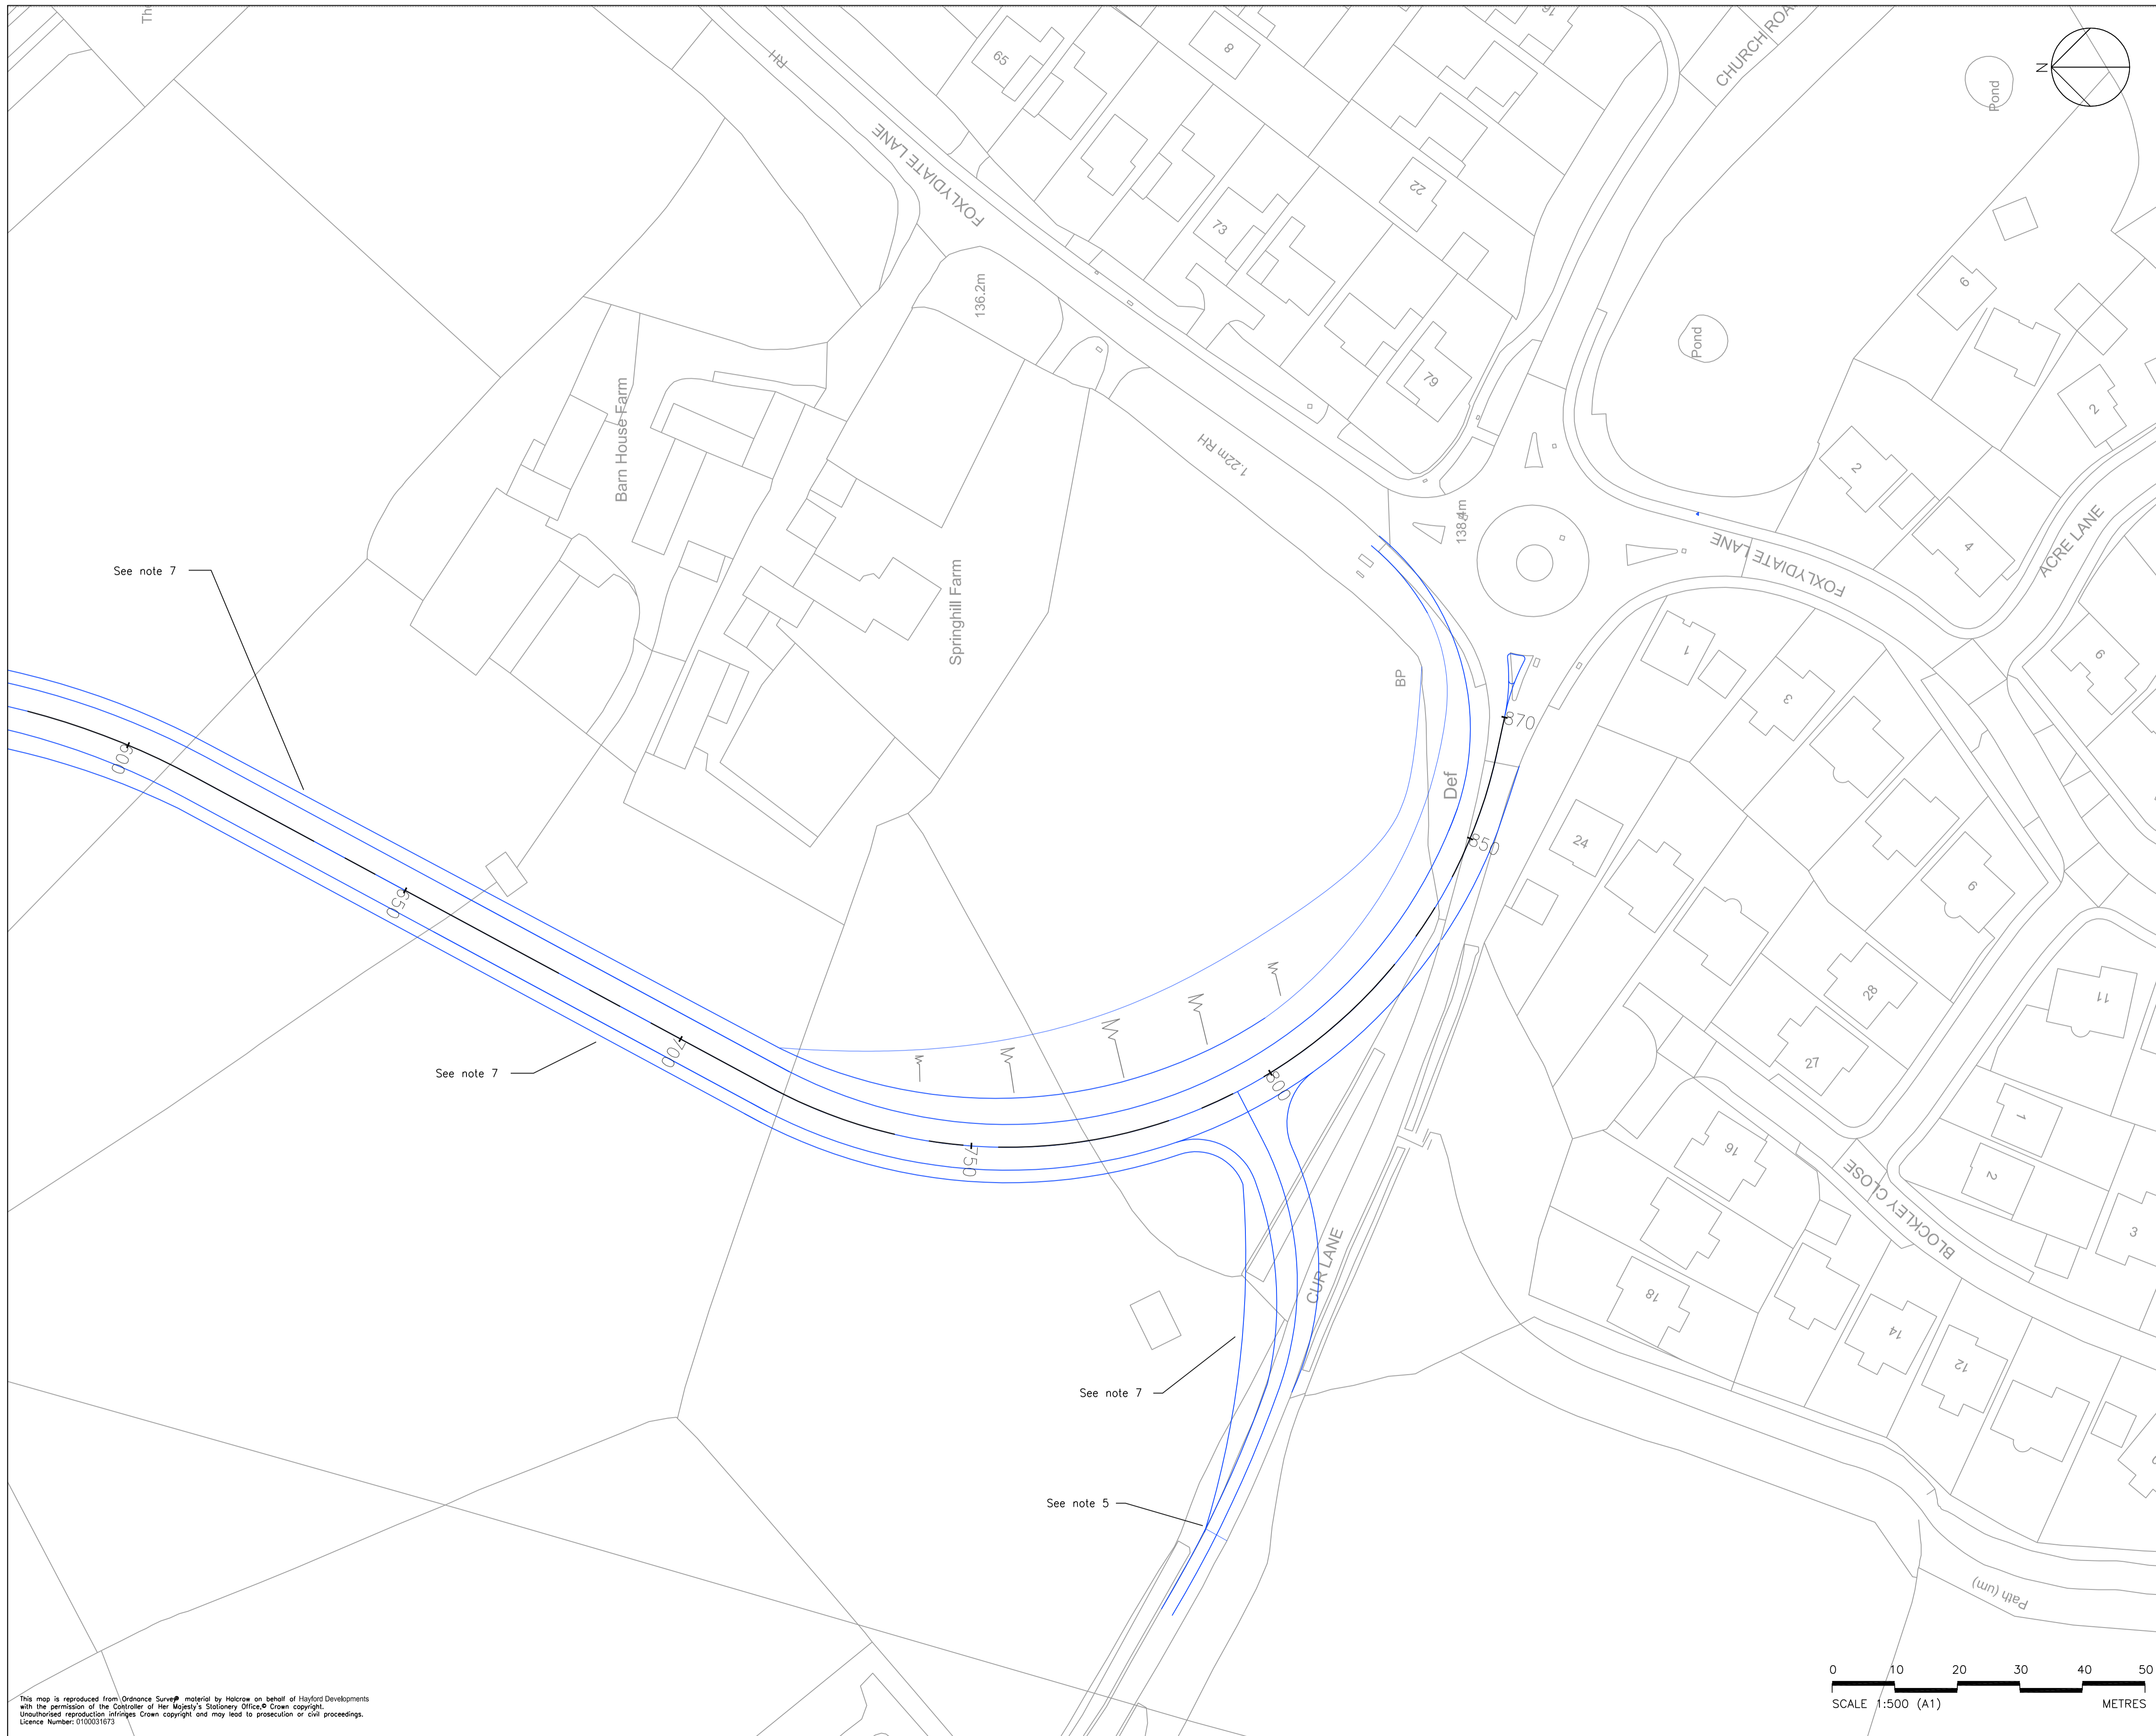 Th
RH
FOXLYDIATE LANE
65
8
16
CHURCH ROA
Pond
N
22
73
136.2m
79
Pond
6
2
2
4
ACRE LANE
Barn House Farm
1.22m RH
138.4m
FOXLYDIATE LANE
See note 7
Springhill Farm
BP
1
3
6
870
Def
850
24
6
600
650
28
11
27
See note 7
700
800
750
1
2
16
BLOCKLEY CLOSE
3
CUR LANE
18
14
12
See note 7
See note 5
Path (um)
0 10 20 30 40 50
SCALE 1:500 (A1) METRES
This map is reproduced from Ordnance Survey® material by Halcrow on behalf of Hayford Developments
with the permission of the Controller of Her Majesty's Stationery Office,© Crown copyright.
Unauthorised reproduction infringes Crown copyright and may lead to prosecution or civil proceedings.
Licence Number: 0100031673